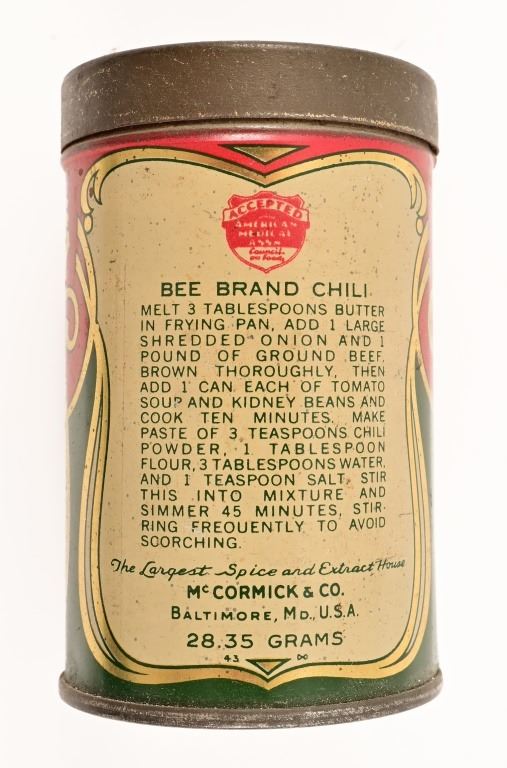 ACCEPTED
AMERICAN
MEDICAL
ASSN
Council
on Foods
BEE BRAND CHILI
MELT 3 TABLESPOONS BUTTER
IN FRYING PAN, ADD 1 LARGE
SHREDDED ONION AND 1
POUND OF GROUND BEEF.
BROWN THOROUGHLY, THEN
ADD 1 CAN EACH OF TOMATO
SOUP AND KIDNEY BEANS AND
COOK TEN MINUTES. MAKE
PASTE OF 3 TEASPOONS CHILI
POWDER, 1 TABLESPOON
FLOUR, 3 TABLESPOONS WATER,
AND 1 TEASPOON SALT, STIR
THIS INTO MIXTURE AND
SIMMER 45 MINUTES, STIR-
RING FREQUENTLY TO AVOID
SCORCHING.
The Largest Spice and Extract House
McCORMICK & CO.
BALTIMORE, MD., U.S.A.
28.35 GRAMS
43